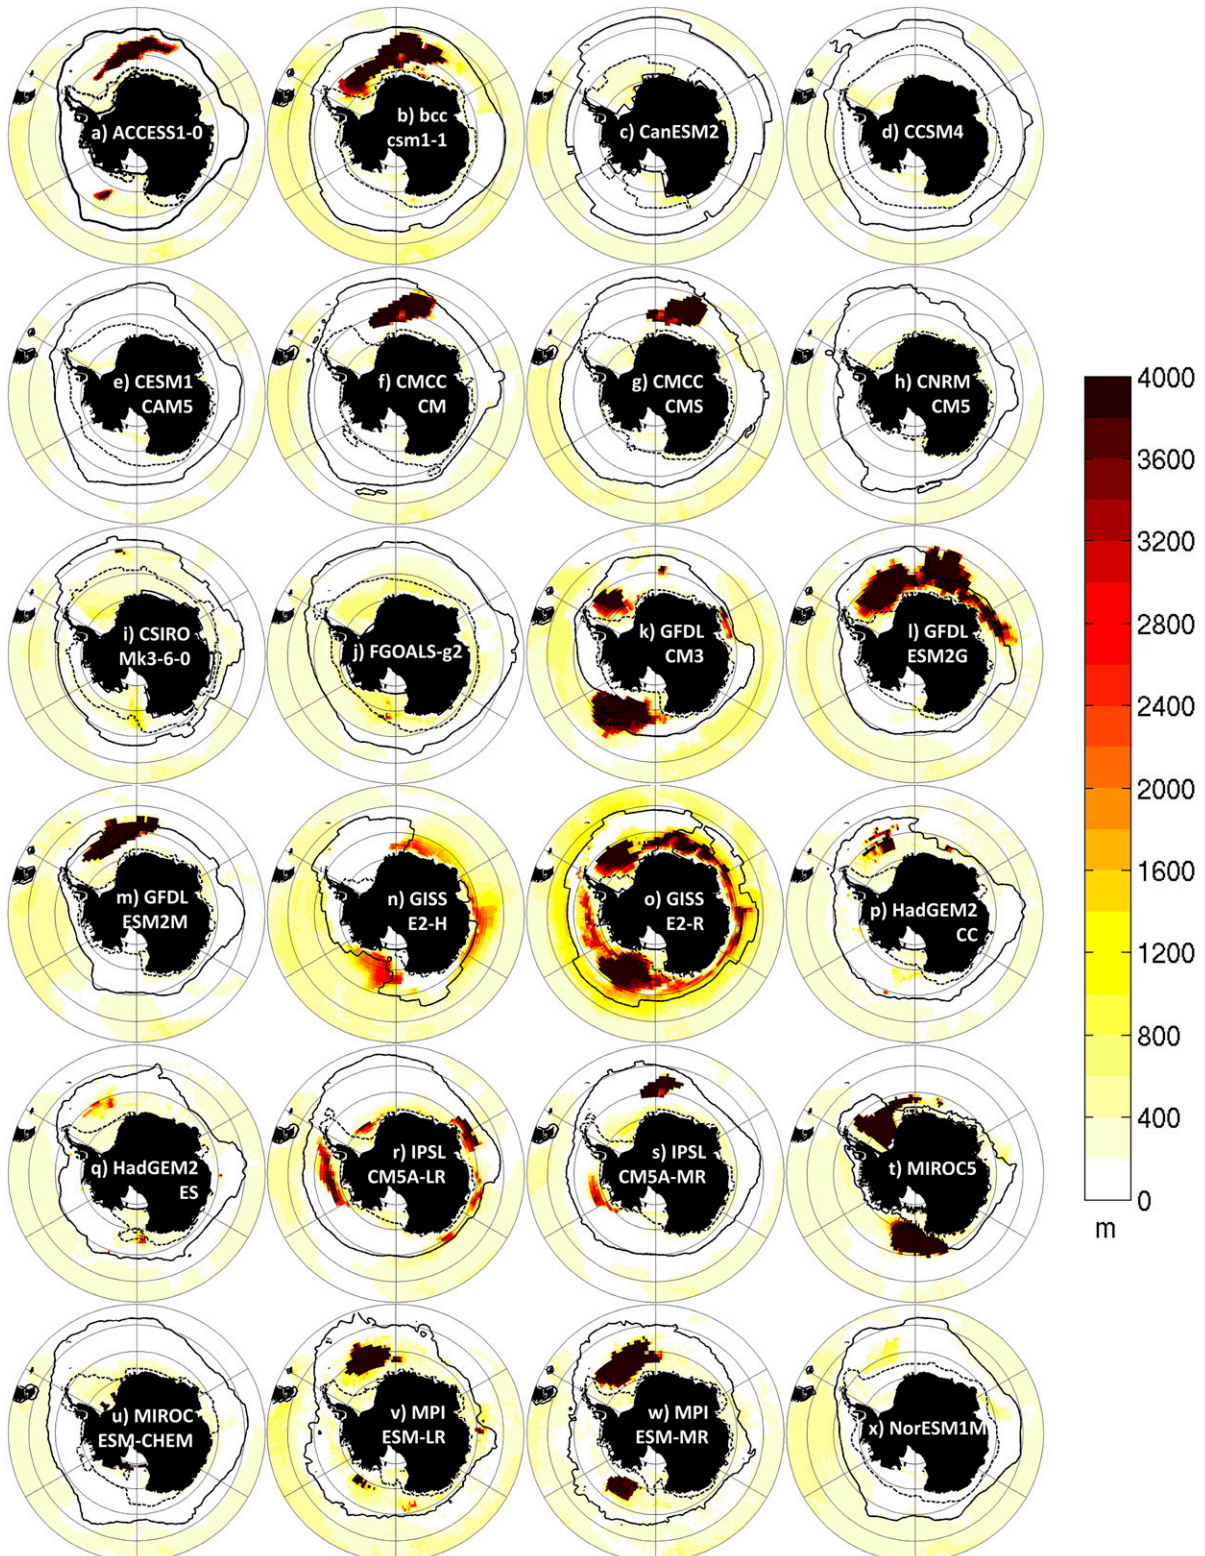 a) ACCESS1-0
b) bcc
csm1-1
c) CanESM2
d) CCSM4
e) CESM1
CAM5
f) CMCC
CM
g) CMCC
CMS
h) CNRM
CM5
i) CSIRO
Mk3-6-0
j) FGOALS-g2
k) GFDL
CM3
l) GFDL
ESM2G
m) GFDL
ESM2M
n) GISS
E2-H
o) GISS
E2-R
p) HadGEM2
CC
q) HadGEM2
ES
r) IPSL
CM5A-LR
s) IPSL
CM5A-MR
t) MIROC5
u) MIROC
ESM-CHEM
v) MPI
ESM-LR
w) MPI
ESM-MR
x) NorESM1M
4000
3600
3200
2800
2400
2000
1600
1200
800
400
0
m